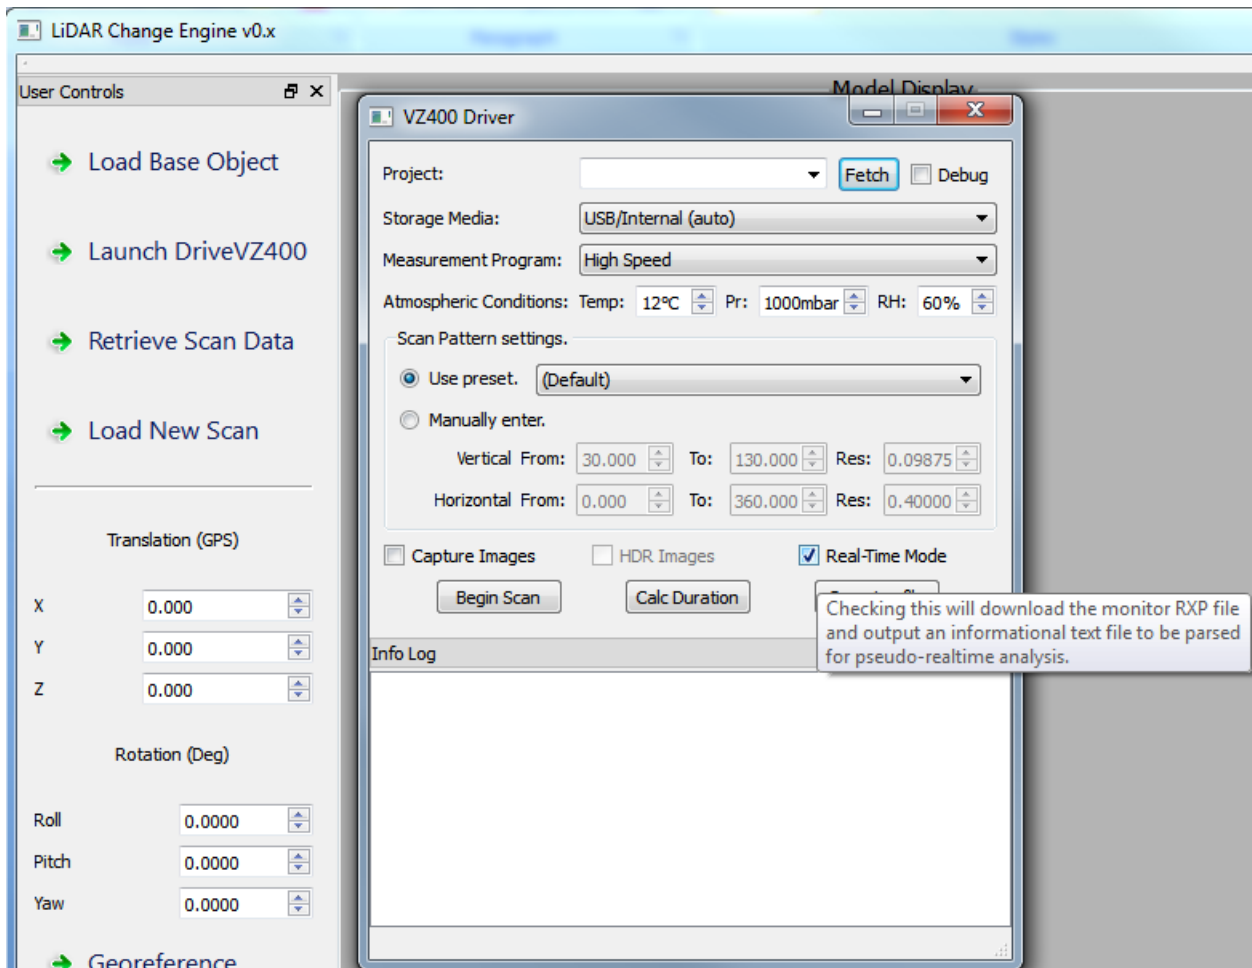 LiDAR Change Engine v0.x
User Controls
Load Base Object
Launch DriveVZ400
Retrieve Scan Data
Load New Scan
Translation (GPS)
X 0.000
Y 0.000
Z 0.000
Rotation (Deg)
Roll 0.0000
Pitch 0.0000
Yaw 0.0000
Georeference
Model Display
VZ400 Driver
Project: Fetch Debug
Storage Media: USB/Internal (auto)
Measurement Program: High Speed
Atmospheric Conditions: Temp: 12ºC Pr: 1000mbar RH: 60%
Scan Pattern settings.
Use preset. (Default)
Manually enter.
Vertical From: 30.000 To: 130.000 Res: 0.09875
Horizontal From: 0.000 To: 360.000 Res: 0.40000
Capture Images HDR Images Real-Time Mode
Begin Scan Calc Duration
Checking this will download the monitor RXP file
and output an informational text file to be parsed
for pseudo-realtime analysis.
Info Log